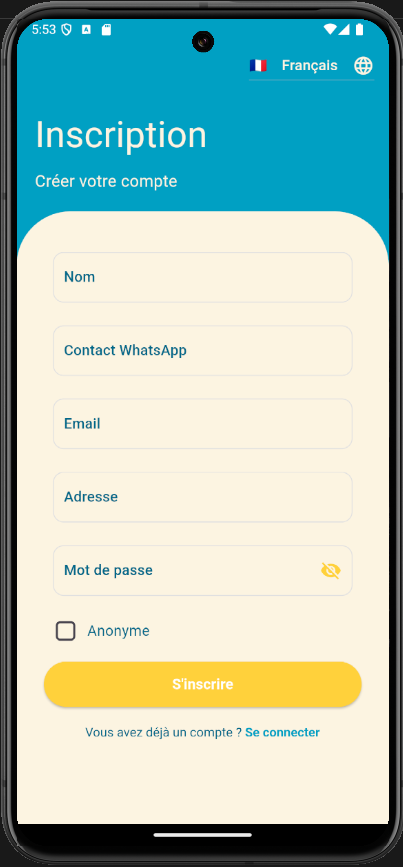 5:53
Français
Inscription
Créer votre compte
Nom
Contact WhatsApp
Email
Adresse
Mot de passe
Anonyme
S'inscrire
Vous avez déjà un compte ? Se connecter